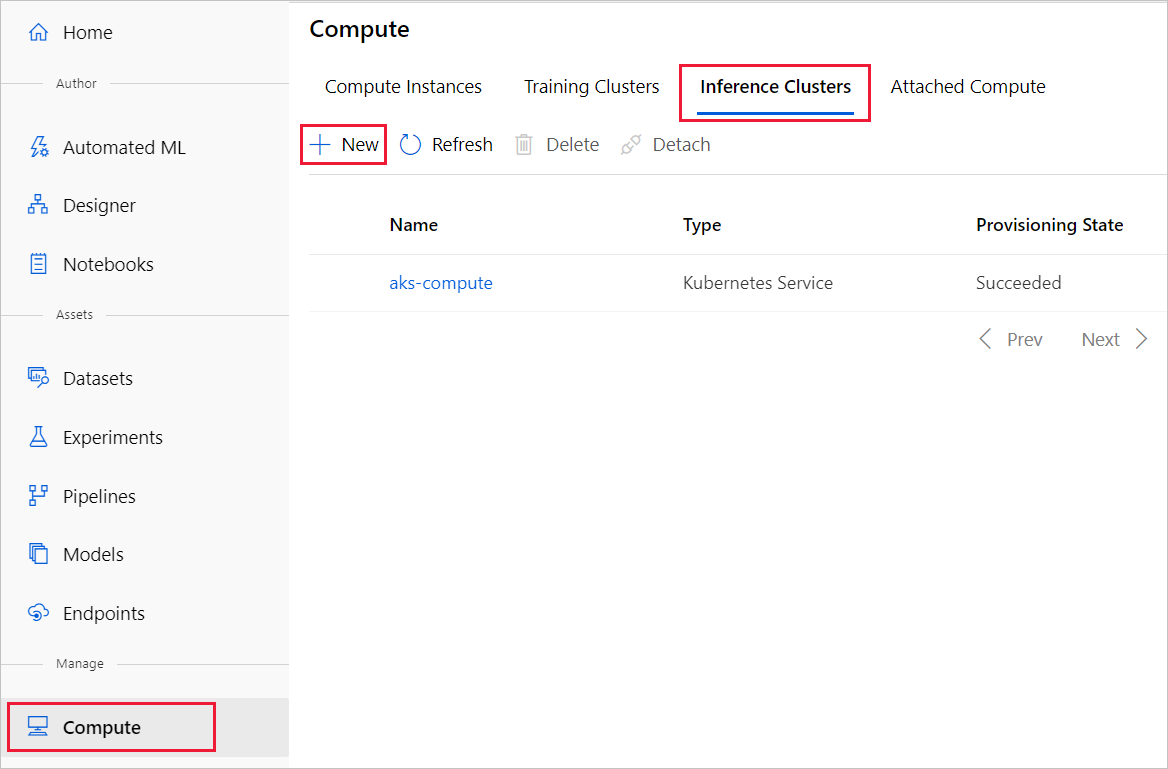 Home
Author
Automated ML
Designer
Notebooks
Assets
Datasets
Experiments
Pipelines
Models
Endpoints
Manage
Compute
Compute
Compute Instances Training Clusters Inference Clusters Attached Compute
New Refresh Delete Detach
Name Type Provisioning State
aks-compute Kubernetes Service Succeeded
Prev Next